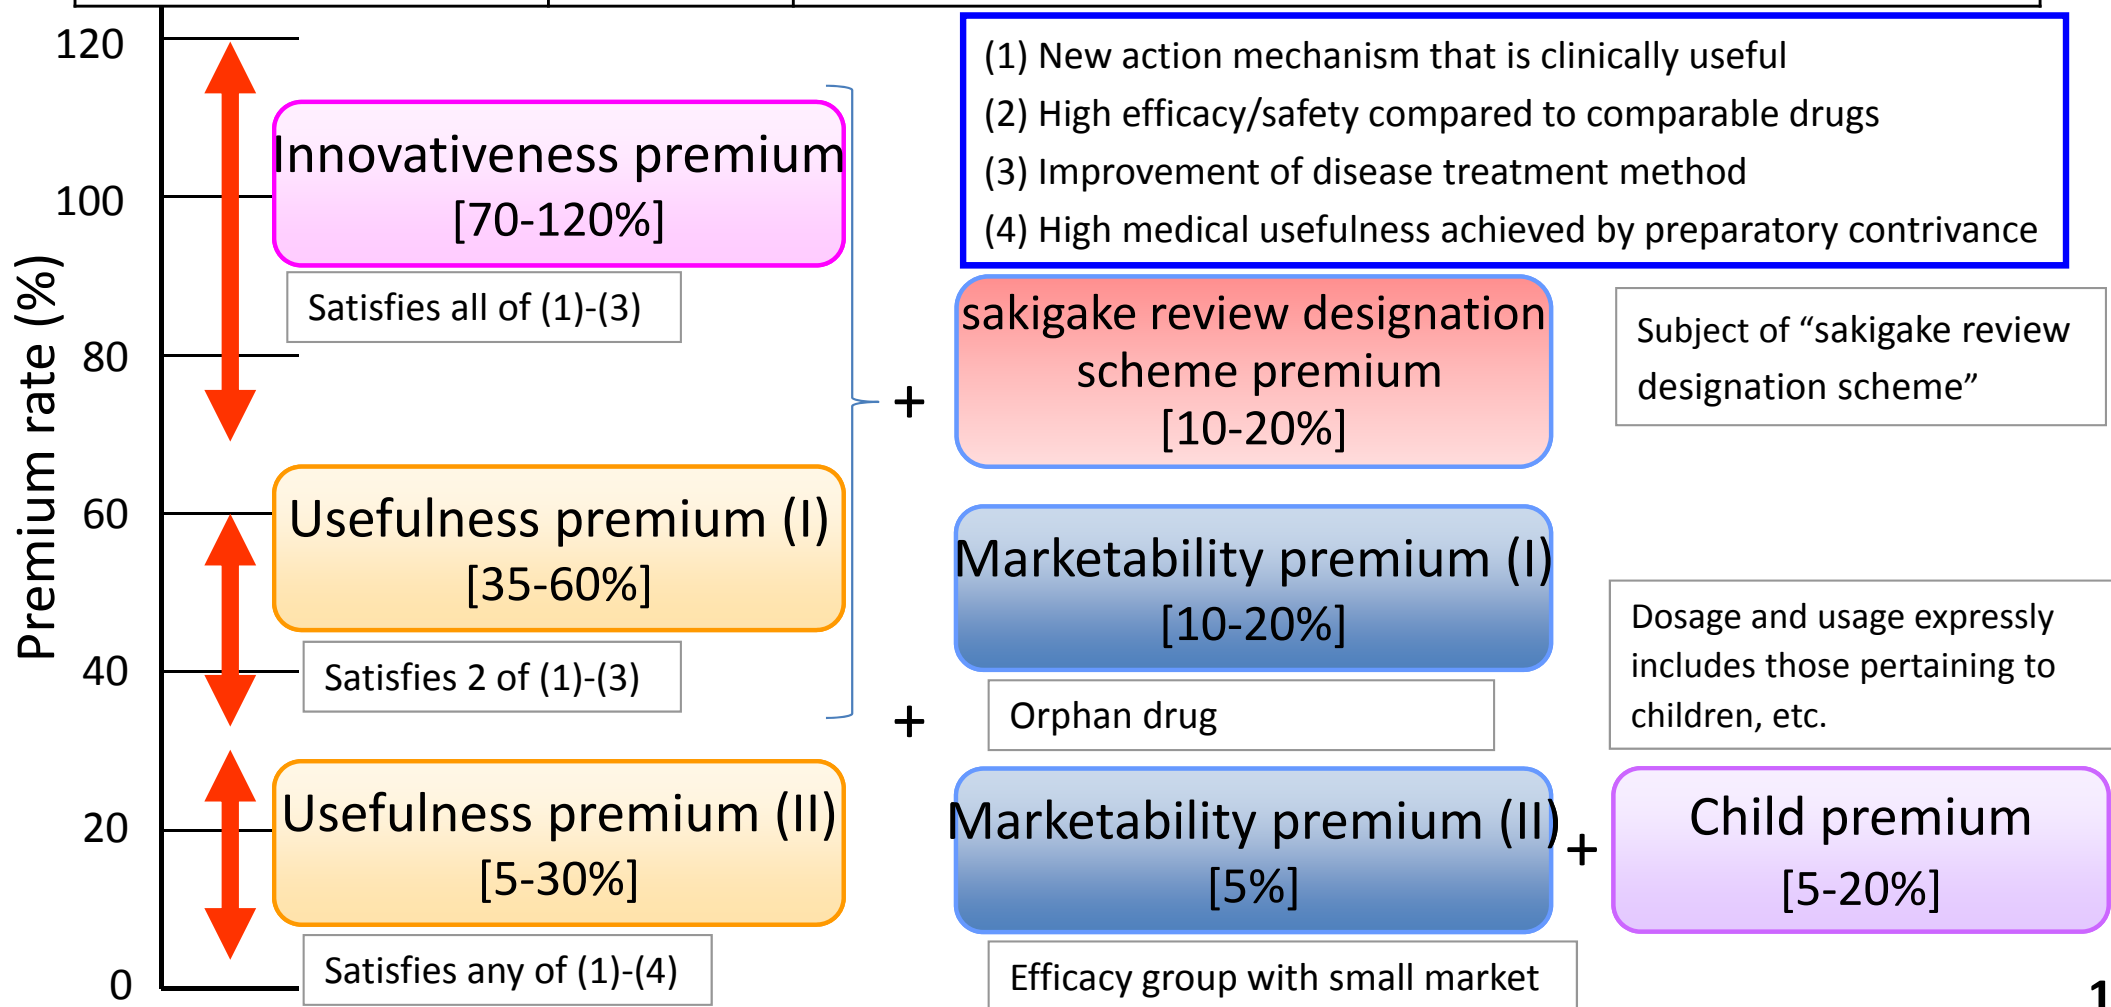 120
100
80
60
40
20
0
Premium rate (%)
Innovativeness premium
[70-120%]
Satisfies all of (1)-(3)
Usefulness premium (I)
[35-60%]
Satisfies 2 of (1)-(3)
Usefulness premium (II)
[5-30%]
Satisfies any of (1)-(4)
(1) New action mechanism that is clinically useful
(2) High efficacy/safety compared to comparable drugs
(3) Improvement of disease treatment method
(4) High medical usefulness achieved by preparatory contrivance
+
sakigake review designation
scheme premium
[10-20%]
Subject of “sakigake review
designation scheme”
+
Marketability premium (I)
[10-20%]
Orphan drug
Marketability premium (II)
[5%]
Efficacy group with small market
+
Dosage and usage expressly
includes those pertaining to
children, etc.
Child premium
[5-20%]
1